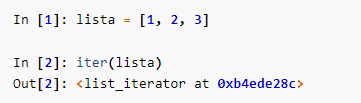 In [1]: lista = [1, 2, 3]
In [2]: iter(lista)
Out[2]: <list_iterator at 0xb4ede28c>